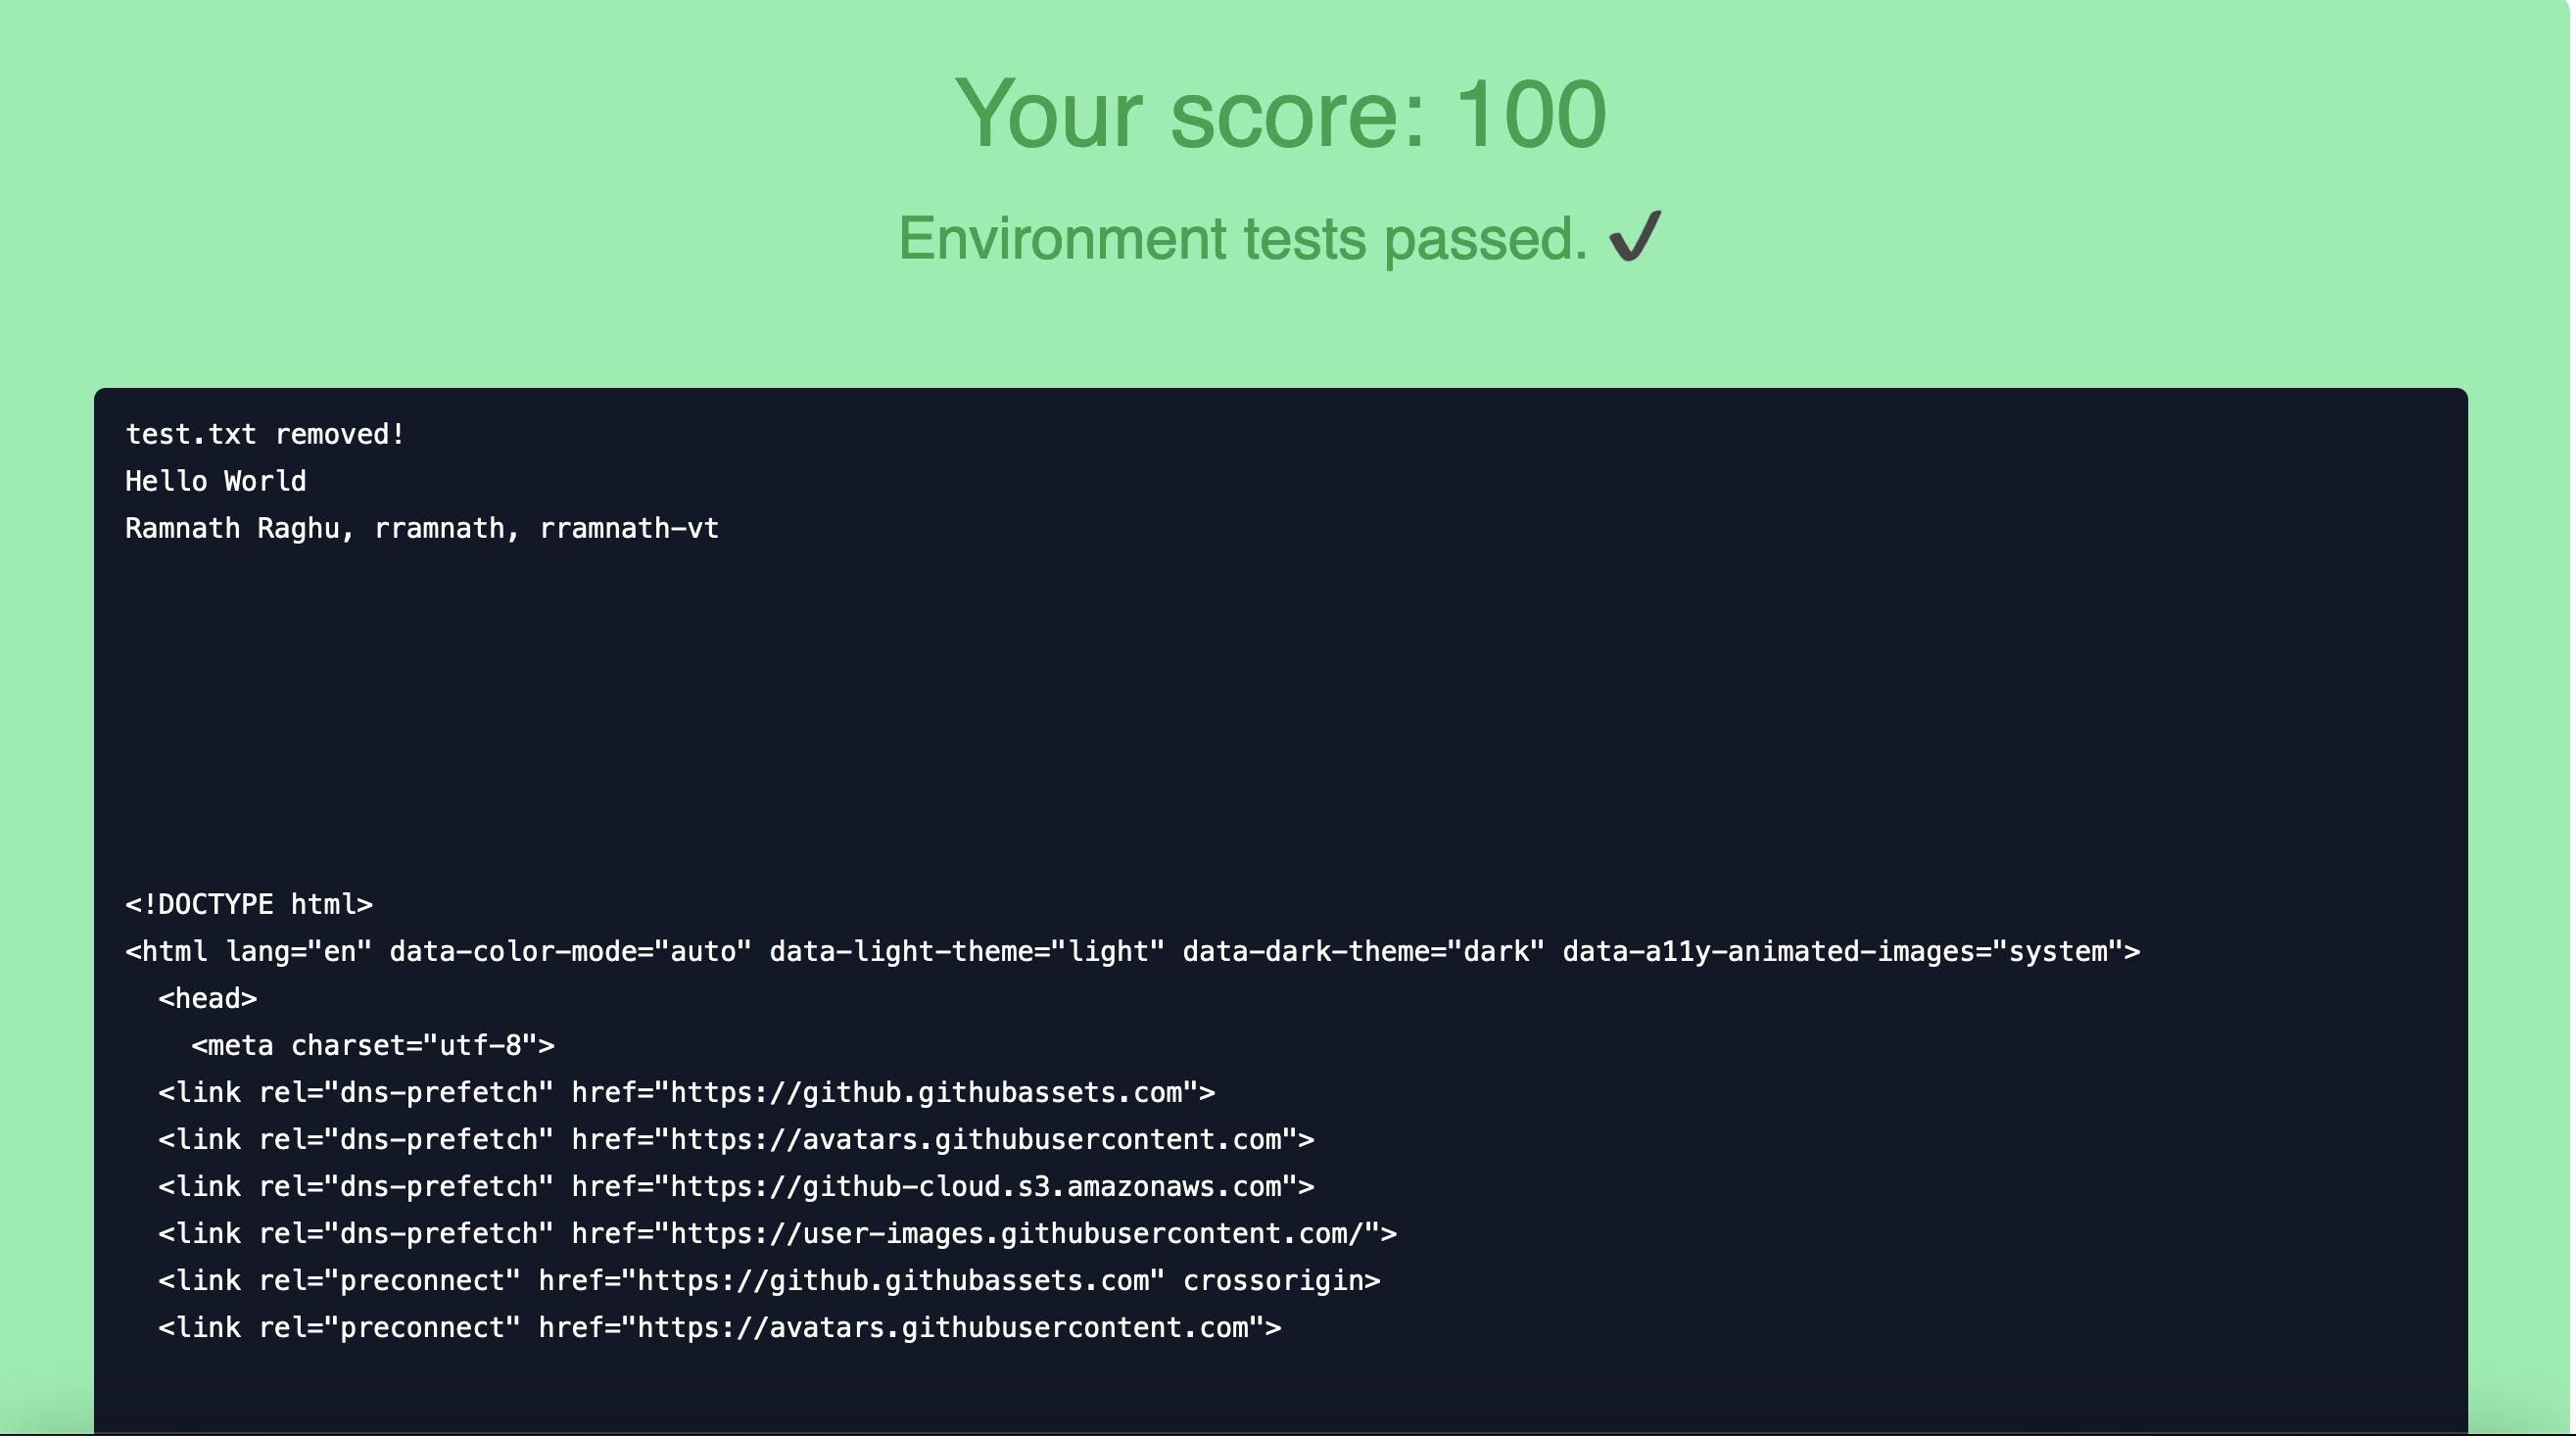 Your score: 100
Environment tests passed. ✔
test.txt removed!
Hello World
Ramnath Raghu, rramnath, rramnath-vt
<!DOCTYPE html>
<html lang="en" data-color-mode="auto" data-light-theme="light" data-dark-theme="dark" data-a11y-animated-images="system">
  <head>
    <meta charset="utf-8">
  <link rel="dns-prefetch" href="https://github.githubassets.com">
  <link rel="dns-prefetch" href="https://avatars.githubusercontent.com">
  <link rel="dns-prefetch" href="https://github-cloud.s3.amazonaws.com">
  <link rel="dns-prefetch" href="https://user-images.githubusercontent.com/">
  <link rel="preconnect" href="https://github.githubassets.com" crossorigin>
  <link rel="preconnect" href="https://avatars.githubusercontent.com">